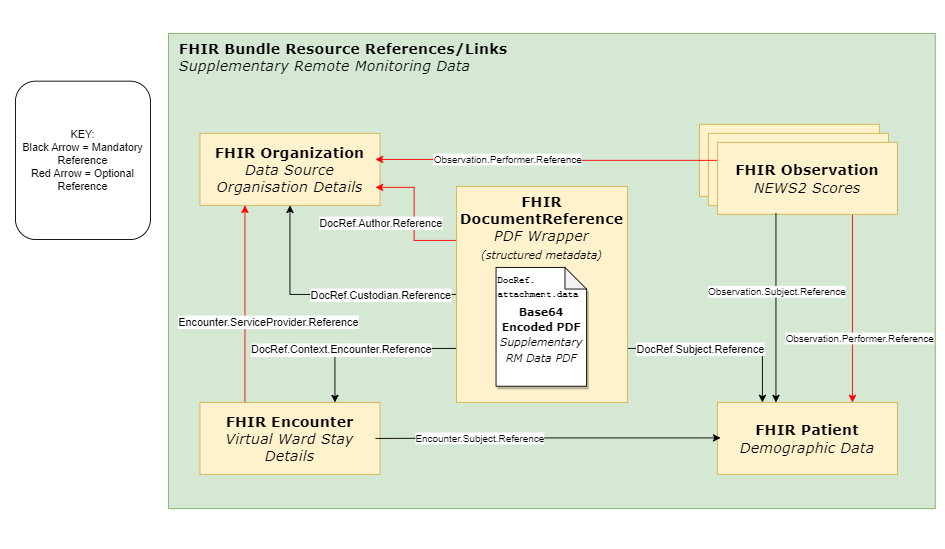 FHIR Bundle Resource References/Links
Supplementary Remote Monitoring Data
KEY:
Black Arrow = Mandatory
Reference
Red Arrow = Optional
Reference
FHIR Organization
Data Source
Organisation Details
Observation.Performer.Reference
FHIR Observation
NEWS2 Scores
DocRef.Author.Reference
FHIR
DocumentReference
PDF Wrapper
(structured metadata)
DocRef.
attachment.data
Base64
Encoded PDF
Supplementary
RM Data PDF
DocRef.Custodian.Reference
Observation.Subject.Reference
Encounter.ServiceProvider.Reference
Observation.Performer.Reference
DocRef.Context.Encounter.Reference
DocRef.Subject.Reference
FHIR Encounter
Virtual Ward Stay
Details
Encounter.Subject.Reference
FHIR Patient
Demographic Data